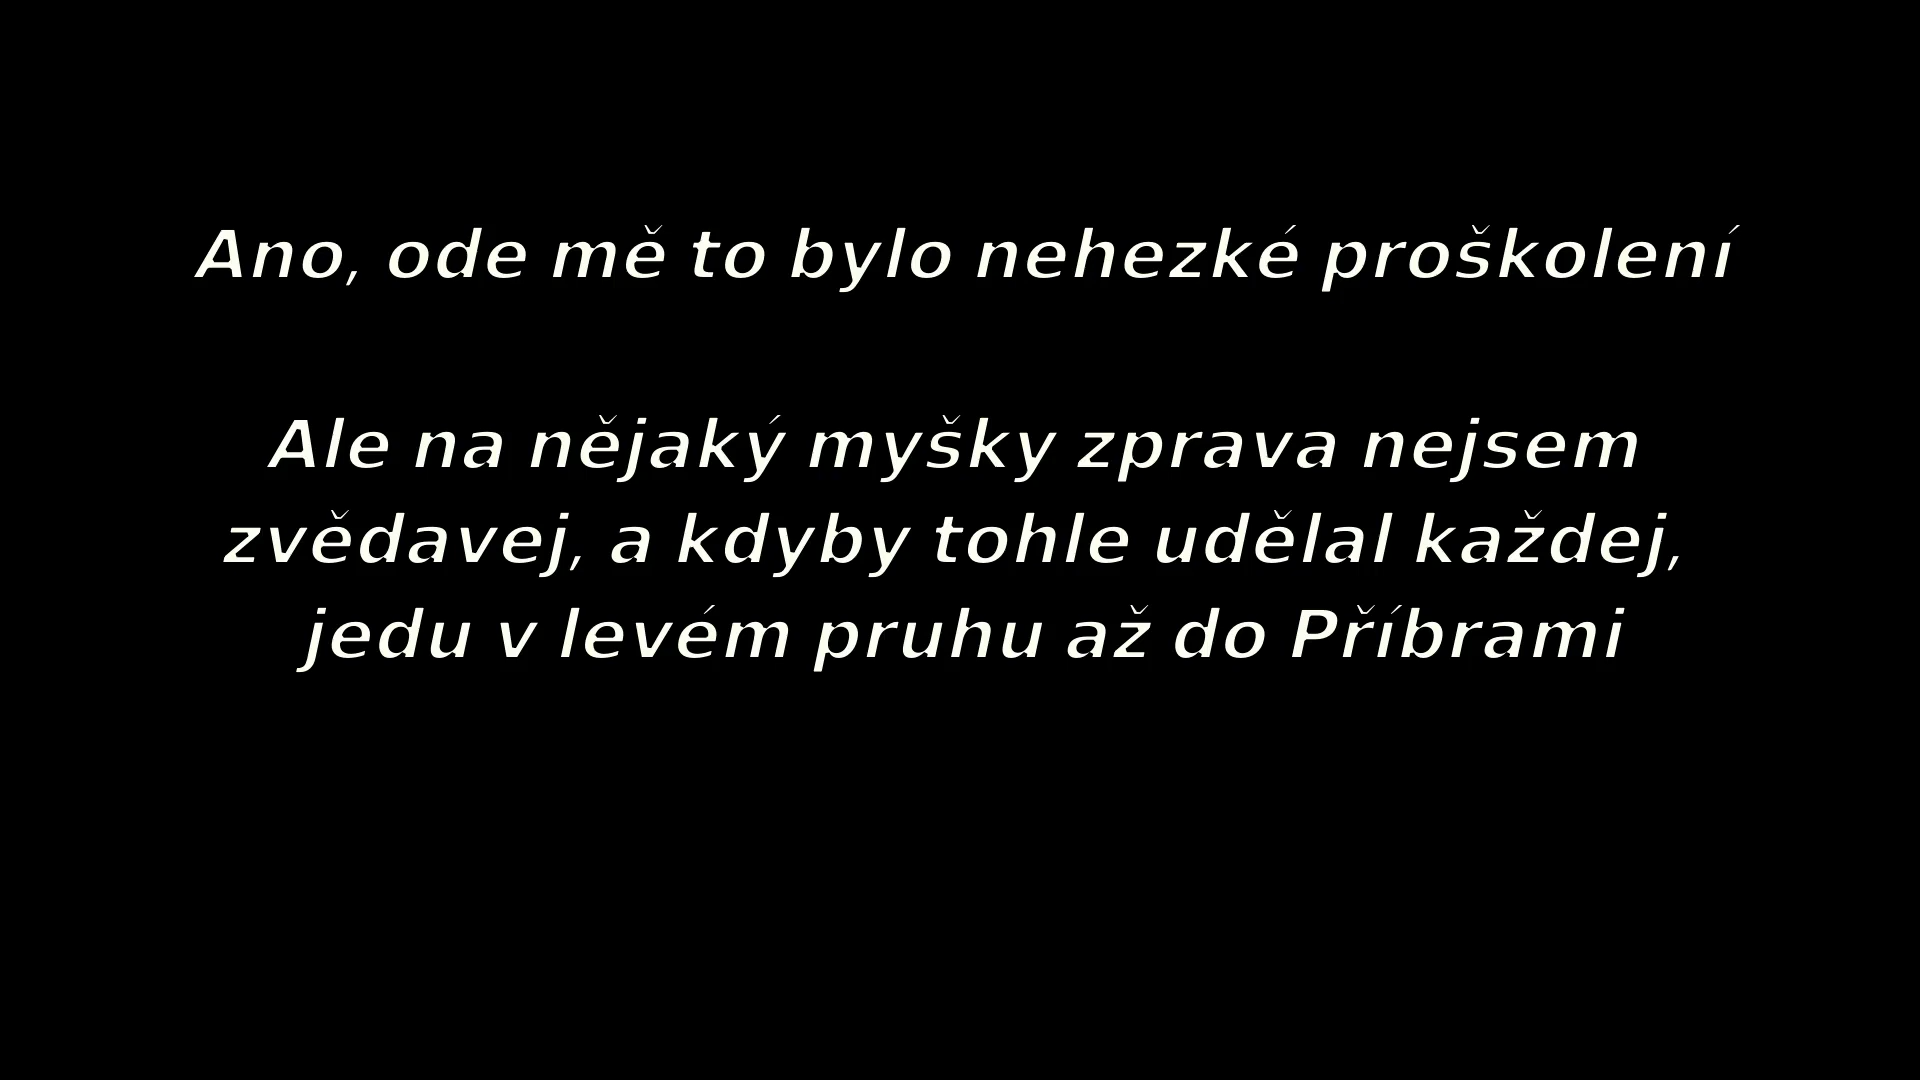 Ano, ode mě to bylo nehezké proškolení
Ale na nějaký myšky zprava nejsem
zvědavej, a kdyby tohle udělal každej,
jedu v levém pruhu až do Příbrami